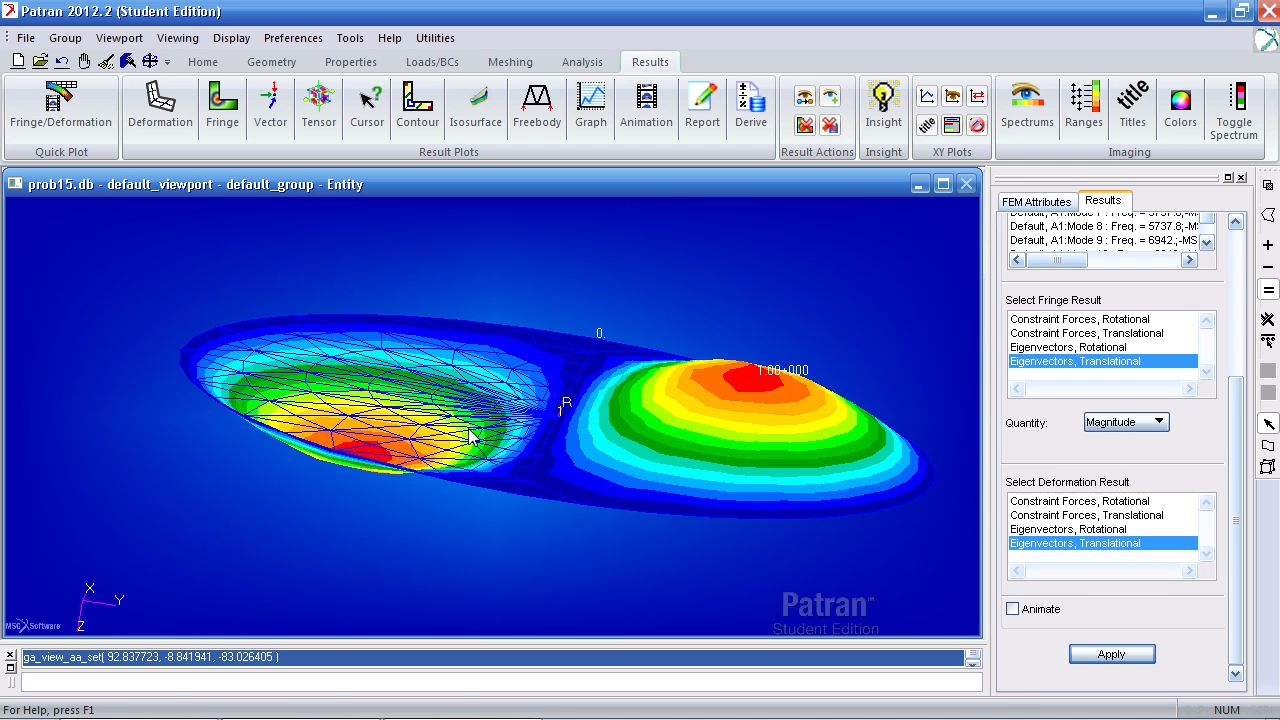 Patran 2012.2 (Student Edition)
File Group Viewport Viewing Display Preferences Tools Help Utilities
Home Geometry Properties Loads/BCs Meshing Analysis Results
Fringe/Deformation Deformation Fringe Vector Tensor Cursor Contour Isosurface Freebody Graph Animation Report Derive Insight Spectrums Ranges Titles Colors Toggle
Spectrum
Quick Plot Result Plots Result Actions Insight XY Plots Imaging
prob15.db - default_viewport - default_group - Entity
0.
1.08+000
R
1
X
Y
Z
MSC Software
Patran™
Student Edition
FEM Attributes Results
Default, A1:Mode 8 : Freq. = 5737.8,-M
Default, A1:Mode 9 : Freq. = 6942.,-MS
Select Fringe Result
Constraint Forces, Rotational
Constraint Forces, Translational
Eigenvectors, Rotational
Eigenvectors, Translational
Quantity: Magnitude
Select Deformation Result
Constraint Forces, Rotational
Constraint Forces, Translational
Eigenvectors, Rotational
Eigenvectors, Translational
Animate
Apply
ga_view_aa_set( 92.837723, -8.841941, -83.026405 )
For Help, press F1
NUM